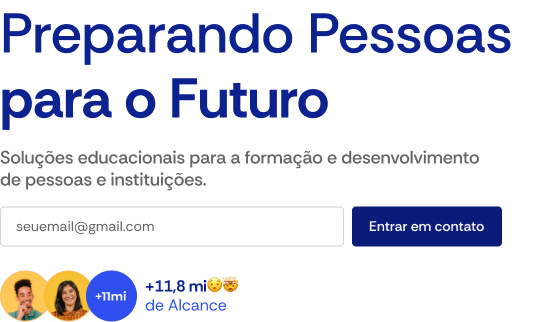 Preparando Pessoas
para o Futuro
Soluções educacionais para a formação e desenvolvimento
de pessoas e instituições.
seuemail@gmail.com
Entrar em contato
+11mi
+11,8 mi😯🤯
de Alcance